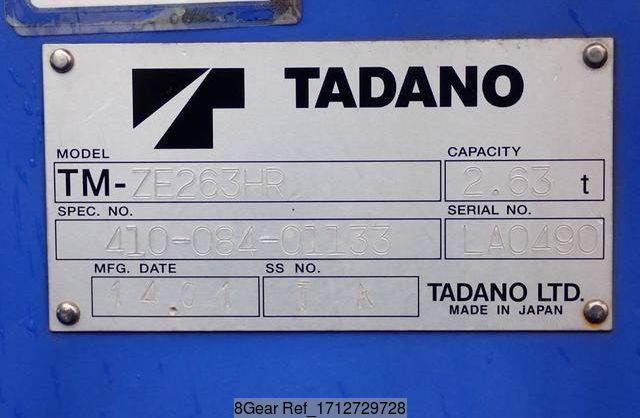 TADANO
MODEL CAPACITY
TM-ZE263HR 2.63 t
SPEC. NO. SERIAL NO.
410-084-01133 LA0490
MFG. DATE SS NO.
14.01 T A TADANO LTD.
MADE IN JAPAN
8Gear Ref_1712729728